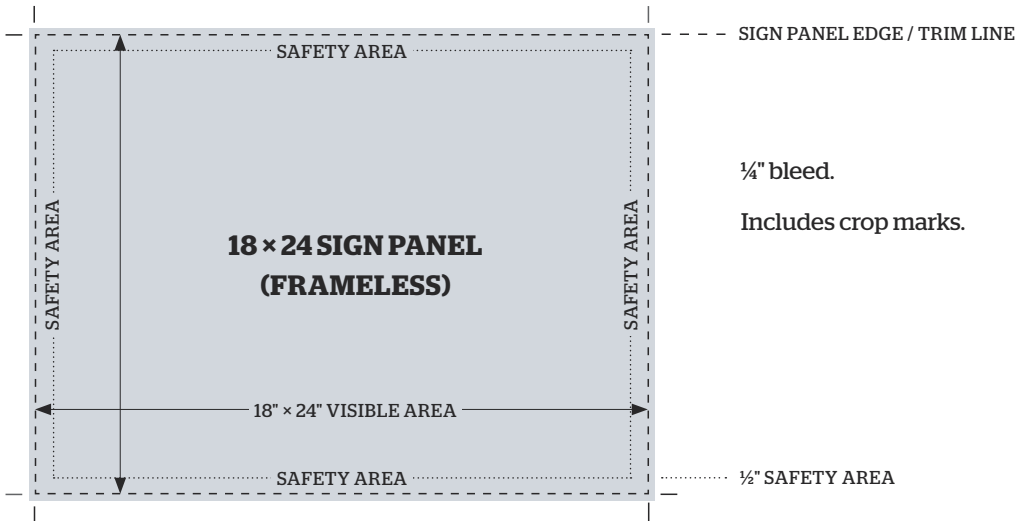 SIGN PANEL EDGE / TRIM LINE
SAFETY AREA
¼" bleed.
Includes crop marks.
SAFETY AREA
SAFETY AREA
18 × 24 SIGN PANEL
(FRAMELESS)
18" × 24" VISIBLE AREA
SAFETY AREA
½" SAFETY AREA